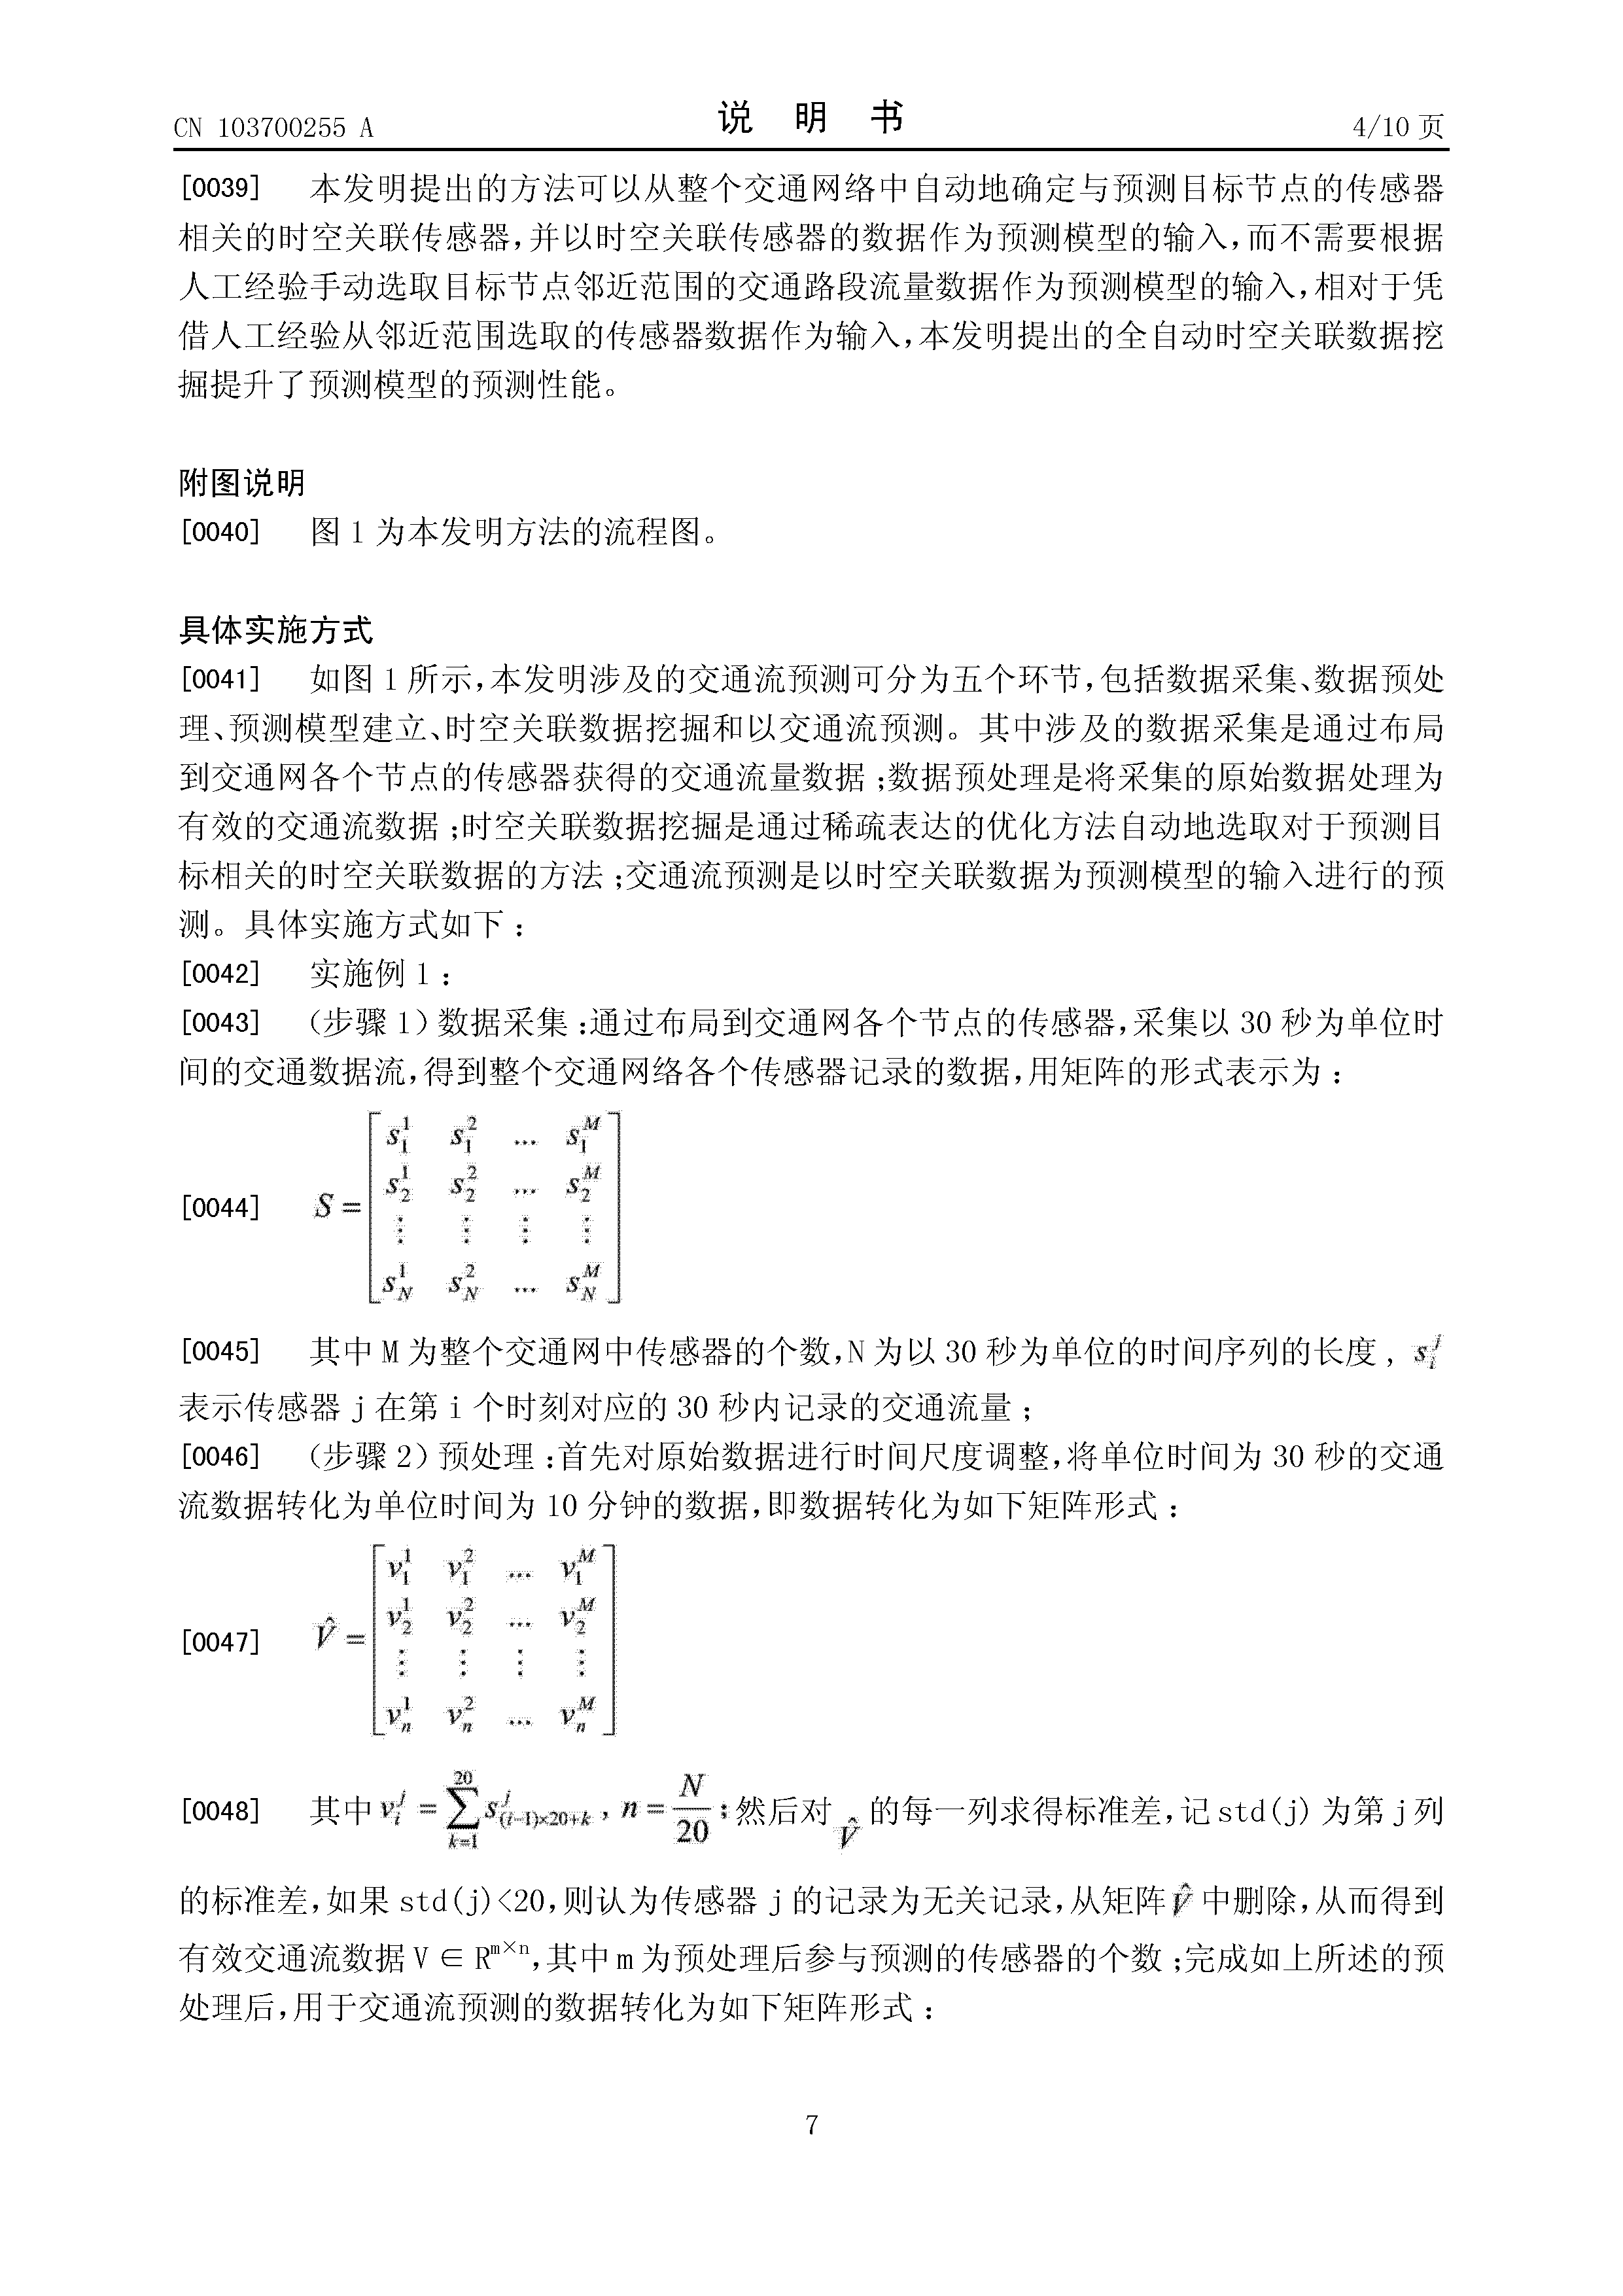 CN 103700255 A
说 明 书
4/10 页
[0039] 本发明提出的方法可以从整个交通网络中自动地确定与预测目标节点的传感器
相关的时空关联传感器,并以时空关联传感器的数据作为预测模型的输入,而不需要根据
人工经验手动选取目标节点邻近范围的交通路段流量数据作为预测模型的输入,相对于凭
借人工经验从邻近范围选取的传感器数据作为输入,本发明提出的全自动时空关联数据挖
掘提升了预测模型的预测性能。
附图说明
[0040] 图 1 为本发明方法的流程图。
具体实施方式
[0041] 如图 1 所示,本发明涉及的交通流预测可分为五个环节,包括数据采集、数据预处
理、预测模型建立、时空关联数据挖掘和以交通流预测。其中涉及的数据采集是通过布局
到交通网各个节点的传感器获得的交通流量数据;数据预处理是将采集的原始数据处理为
有效的交通流数据;时空关联数据挖掘是通过稀疏表达的优化方法自动地选取对于预测目
标相关的时空关联数据的方法;交通流预测是以时空关联数据为预测模型的输入进行的预
测。具体实施方式如下:
[0042] 实施例 1:
[0043] (步骤 1)数据采集:通过布局到交通网各个节点的传感器,采集以 30 秒为单位时
间的交通数据流,得到整个交通网络各个传感器记录的数据,用矩阵的形式表示为:
[0044] $S=\begin{bmatrix} s_1^1 & s_1^2 & \cdots & s_1^M \\ s_2^1 & s_2^2 & \cdots & s_2^M \\ \vdots & \vdots & \vdots & \vdots \\ s_N^1 & s_N^2 & \cdots & s_N^M \end{bmatrix}$
[0045] 其中 M 为整个交通网中传感器的个数,N 为以 30 秒为单位的时间序列的长度, $s_i^j$
表示传感器 j 在第 i 个时刻对应的 30 秒内记录的交通流量;
[0046] (步骤 2)预处理:首先对原始数据进行时间尺度调整,将单位时间为 30 秒的交通
流数据转化为单位时间为 10 分钟的数据,即数据转化为如下矩阵形式:
[0047] $\hat{V}=\begin{bmatrix} v_1^1 & v_1^2 & \cdots & v_1^M \\ v_2^1 & v_2^2 & \cdots & v_2^M \\ \vdots & \vdots & \vdots & \vdots \\ v_n^1 & v_n^2 & \cdots & v_n^M \end{bmatrix}$
[0048] 其中 $v_i^j=\sum_{k=1}^{20}s_{(i-1)\times 20+k}^j$, $n=\frac{N}{20}$;然后对 $\hat{V}$ 的每一列求得标准差,记 std(j) 为第 j 列
的标准差,如果 std(j)<20,则认为传感器 j 的记录为无关记录,从矩阵 $\hat{V}$ 中删除,从而得到
有效交通流数据 V ∈ $R^{m×n}$,其中 m 为预处理后参与预测的传感器的个数;完成如上所述的预
处理后,用于交通流预测的数据转化为如下矩阵形式:
7